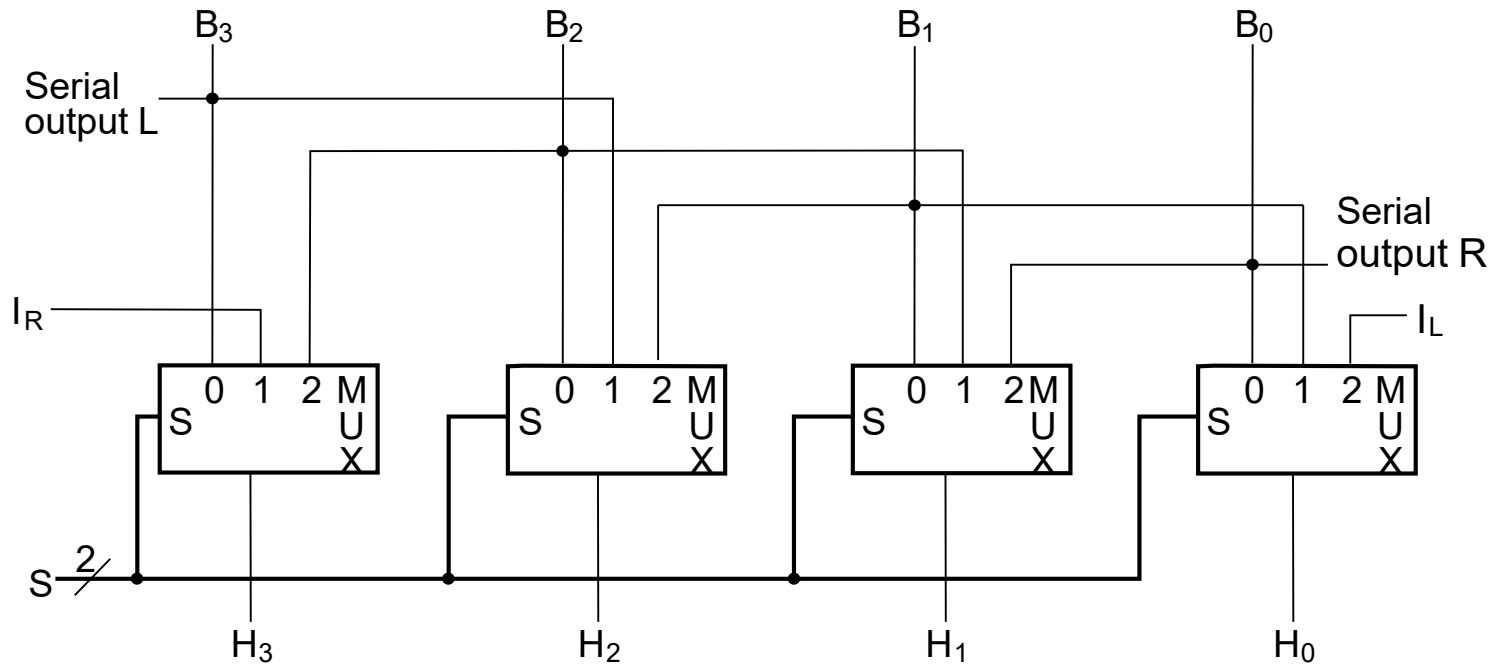 B3 B2 B1 B0
Serial
output L
Serial
output R
IR
IL
0 1 2 M
S U
X
0 1 2 M
S U
X
0 1 2 M
S U
X
0 1 2 M
S U
X
2
S
H3 H2 H1 H0